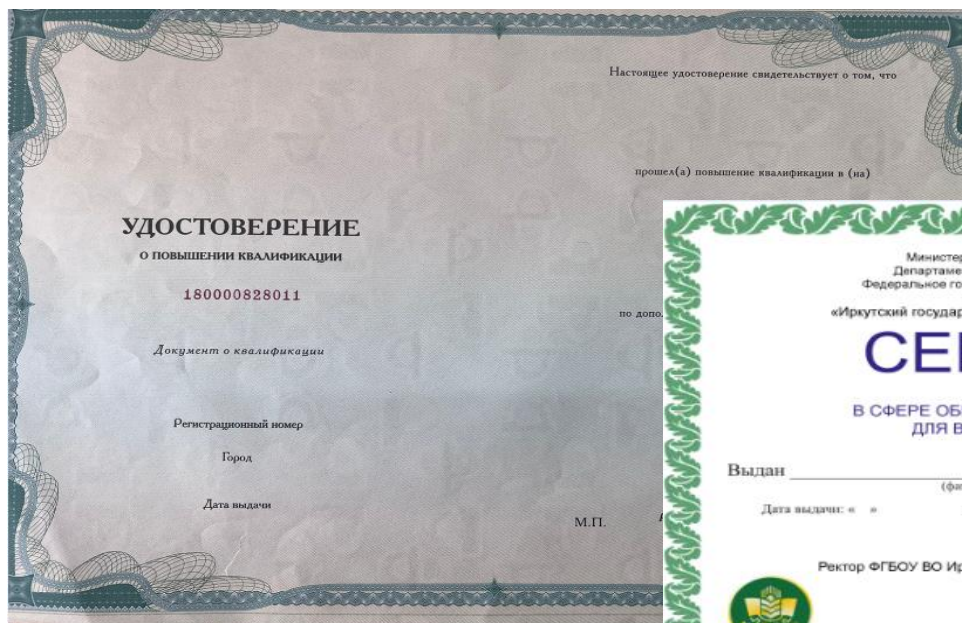 УДОСТОВЕРЕНИЕ
О ПОВЫШЕНИИ КВАЛИФИКАЦИИ
180000828011
Документ о квалификации
Регистрационный номер
Город
Дата выдачи
Настоящее удостоверение свидетельствует о том, что
прошел(а) повышение квалификации в (на)
по допол
М.П.
Министер
Департаме
Федеральное го
«Иркутский государ
СЕ
В СФЕРЕ ОБ
ДЛЯ В
Выдан
(фа
Дата выдачи: « »
Ректор ФГБОУ ВО Ир